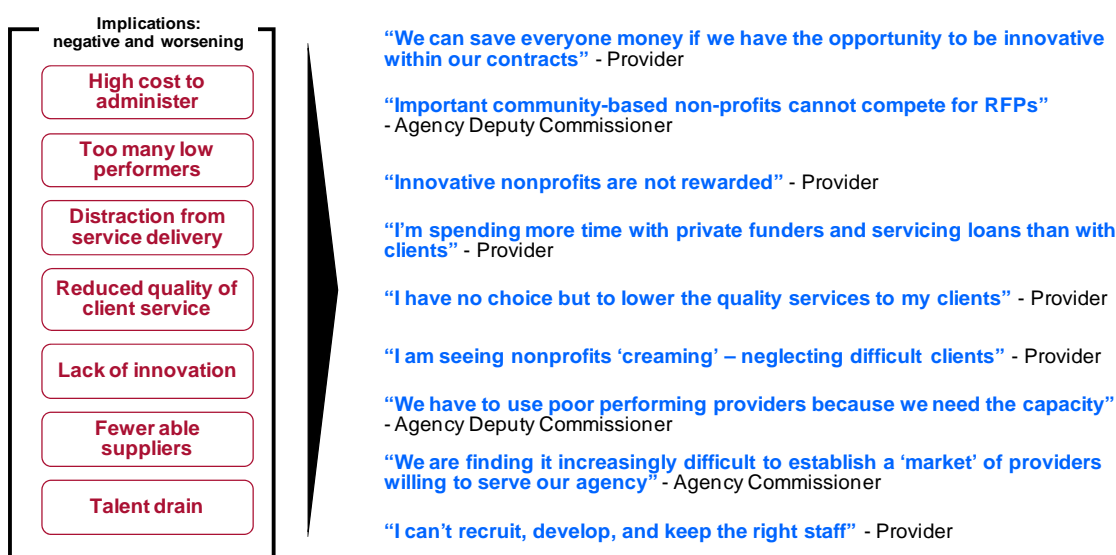 Implications:
negative and worsening
High cost to
administer
Too many low
performers
Distraction from
service delivery
Reduced quality of
client service
Lack of innovation
Fewer able
suppliers
Talent drain
“We can save everyone money if we have the opportunity to be innovative
within our contracts” - Provider
“Important community-based non-profits cannot compete for RFPs”
- Agency Deputy Commissioner
“Innovative nonprofits are not rewarded” - Provider
“I’m spending more time with private funders and servicing loans than with
clients” - Provider
“I have no choice but to lower the quality services to my clients” - Provider
“I am seeing nonprofits ‘creaming’ – neglecting difficult clients” - Provider
“We have to use poor performing providers because we need the capacity”
- Agency Deputy Commissioner
“We are finding it increasingly difficult to establish a ‘market’ of providers
willing to serve our agency” - Agency Commissioner
“I can’t recruit, develop, and keep the right staff” - Provider